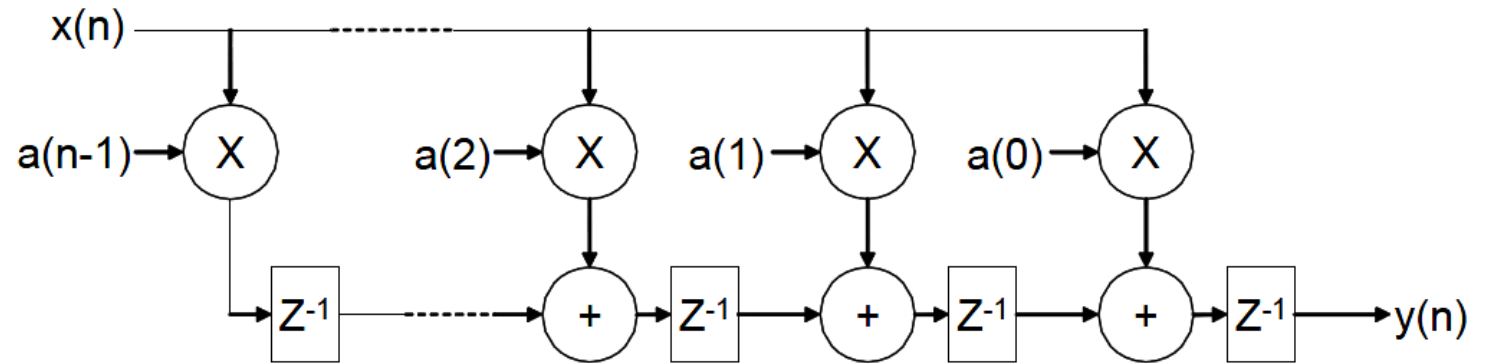 x(n)
a(n-1) X a(2) X a(1) X a(0) X
Z-1 + Z-1 + Z-1 + Z-1 y(n)